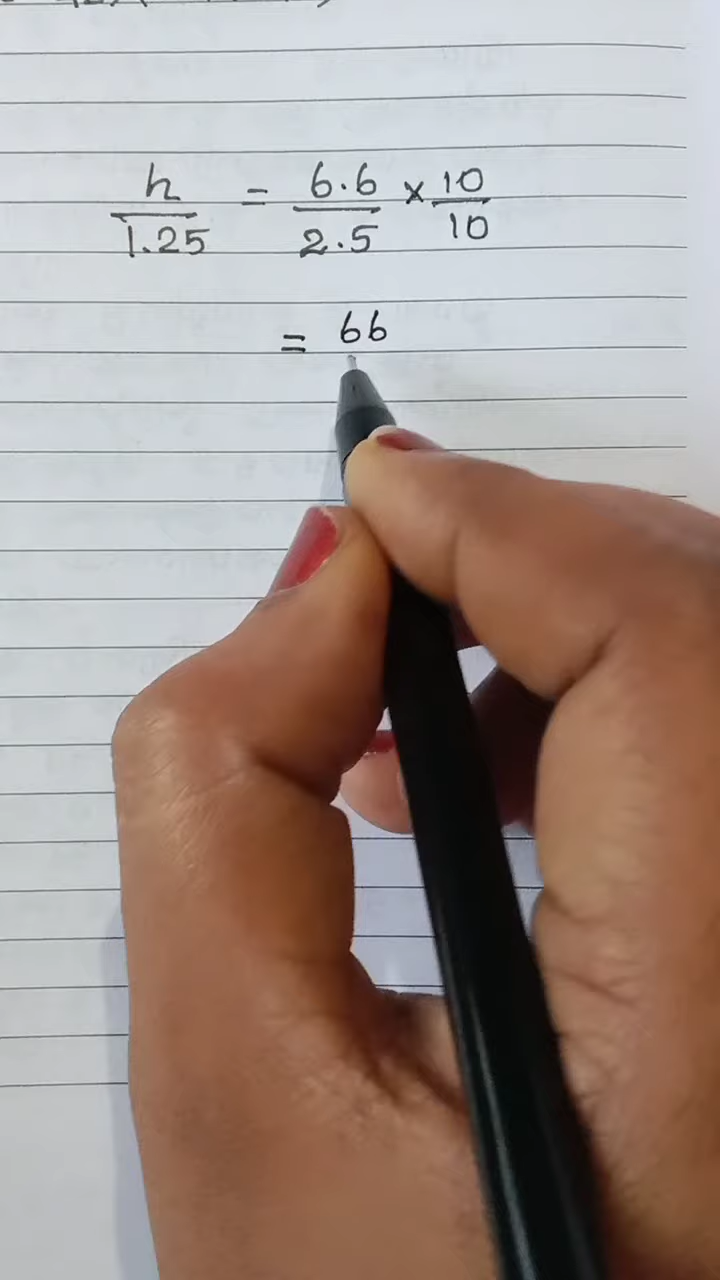 h/1.25 = 6.6/2.5 × 10/10
= 66